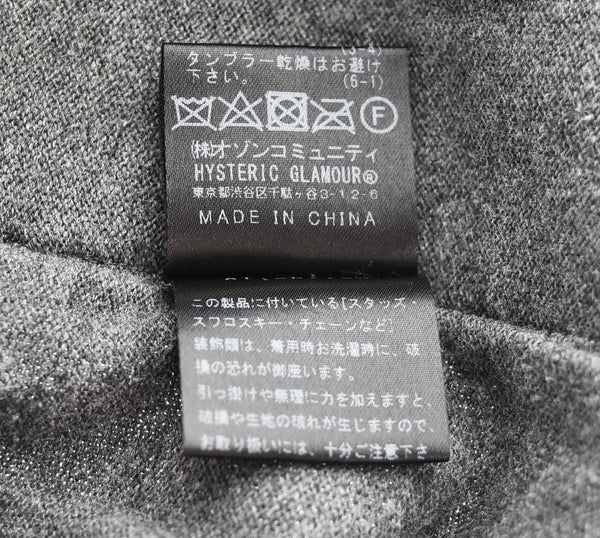 (3-4)
タンブラー乾燥はお避け
下さい。 (6-1)
F
㈱オゾンコミュニティ
HYSTERIC GLAMOUR®
東京都渋谷区千駄ヶ谷3-12-6
MADE IN CHINA
この製品に付いている[スタッズ・
スワロスキー・チェーンなど]
装飾類は、着用時お洗濯時に、破
損の恐れが御座います。
引っ掛けや無理に力を加えますと、
破損や生地の破れが生じますので、
お取り扱いには、十分ご注意下さ